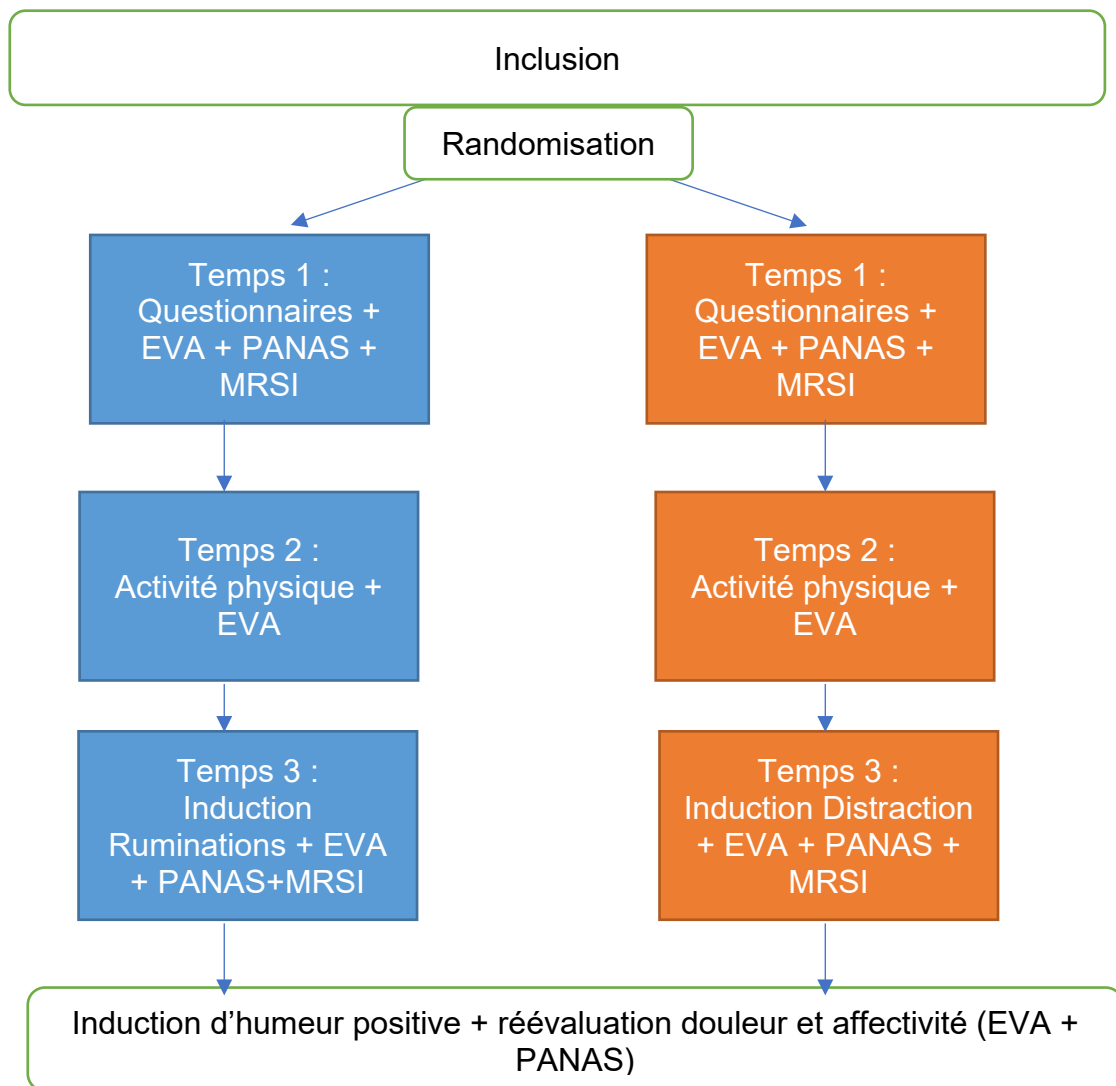 Inclusion
Randomisation
Temps 1 :
Questionnaires +
EVA + PANAS +
MRSI
Temps 1 :
Questionnaires +
EVA + PANAS +
MRSI
Temps 2 :
Activité physique +
EVA
Temps 2 :
Activité physique +
EVA
Temps 3 :
Induction
Ruminations + EVA
+ PANAS+MRSI
Temps 3 :
Induction Distraction
+ EVA + PANAS +
MRSI
Induction d’humeur positive + réévaluation douleur et affectivité (EVA +
PANAS)